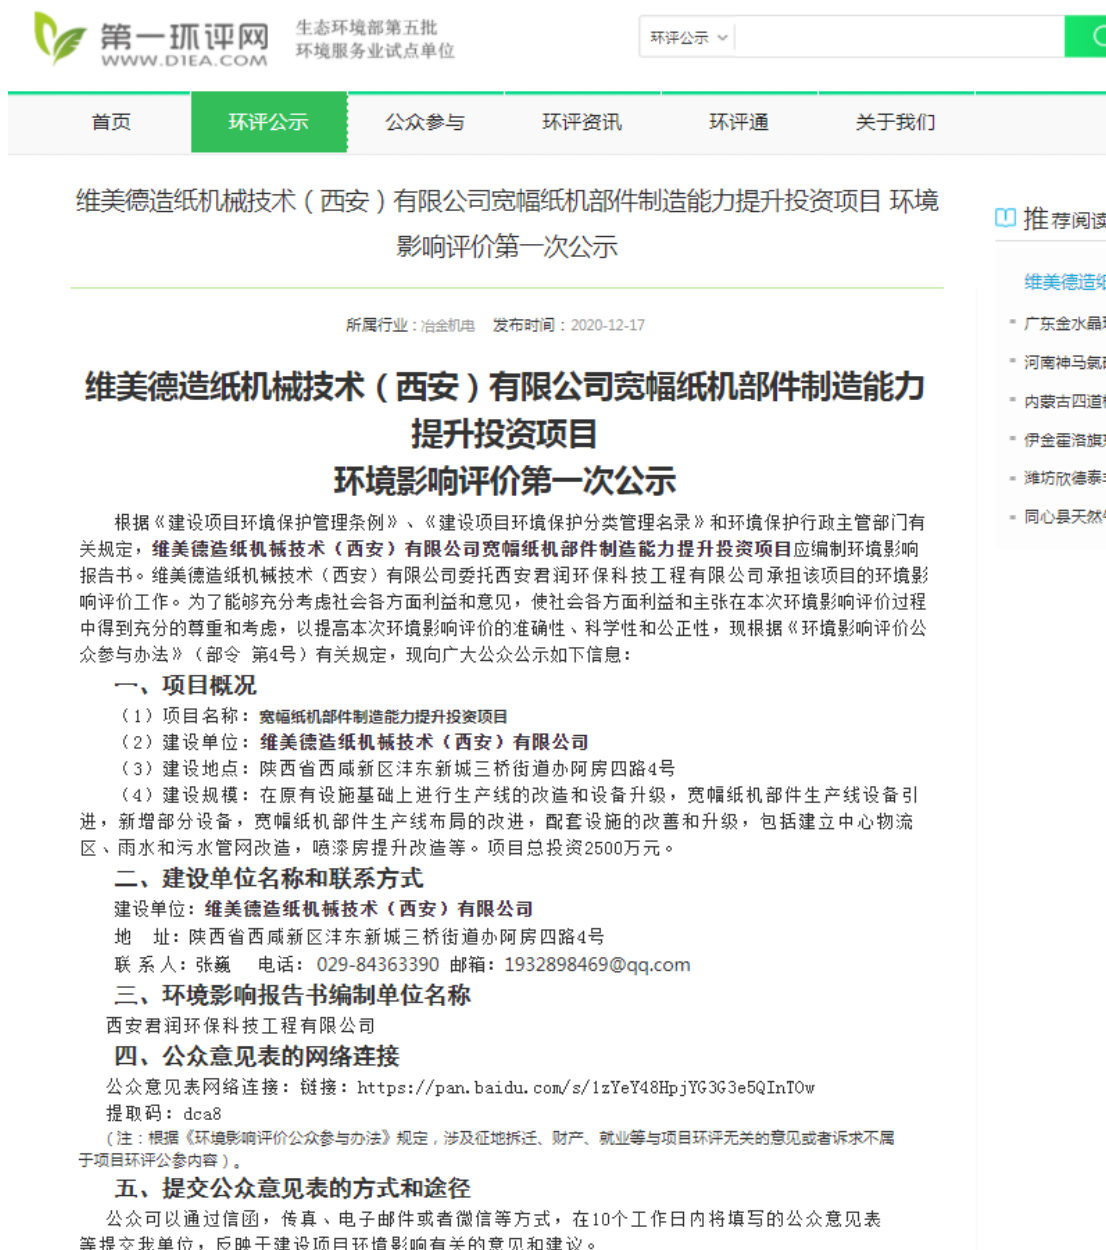 第一环评网
WWW.D1EA.COM
生态环境部第五批
环境服务业试点单位
环评公示
首页 环评公示 公众参与 环评资讯 环评通 关于我们
维美德造纸机械技术（西安）有限公司宽幅纸机部件制造能力提升投资项目 环境
影响评价第一次公示
所属行业：冶金机电 发布时间：2020-12-17
维美德造纸机械技术（西安）有限公司宽幅纸机部件制造能力
提升投资项目
环境影响评价第一次公示
根据《建设项目环境保护管理条例》、《建设项目环境保护分类管理名录》和环境保护行政主管部门有
关规定，维美德造纸机械技术（西安）有限公司宽幅纸机部件制造能力提升投资项目应编制环境影响
报告书。维美德造纸机械技术（西安）有限公司委托西安君润环保科技工程有限公司承担该项目的环境影
响评价工作。为了能够充分考虑社会各方面利益和意见，使社会各方面利益和主张在本次环境影响评价过程
中得到充分的尊重和考虑，以提高本次环境影响评价的准确性、科学性和公正性，现根据《环境影响评价公
众参与办法》（部令 第4号）有关规定，现向广大公众公示如下信息：
一、项目概况
（1）项目名称：宽幅纸机部件制造能力提升投资项目
（2）建设单位：维美德造纸机械技术（西安）有限公司
（3）建设地点：陕西省西咸新区沣东新城三桥街道办阿房四路4号
（4）建设规模：在原有设施基础上进行生产线的改造和设备升级，宽幅纸机部件生产线设备引
进，新增部分设备，宽幅纸机部件生产线布局的改进，配套设施的改善和升级，包括建立中心物流
区、雨水和污水管网改造，喷漆房提升改造等。项目总投资2500万元。
二、建设单位名称和联系方式
建设单位：维美德造纸机械技术（西安）有限公司
地 址：陕西省西咸新区沣东新城三桥街道办阿房四路4号
联 系 人：张巍 电话：029-84363390 邮箱：1932898469@qq.com
三、环境影响报告书编制单位名称
西安君润环保科技工程有限公司
四、公众意见表的网络连接
公众意见表网络连接：链接：https://pan.baidu.com/s/1zYeY48HpjYG3G3e5QInTOw
提取码：dca8
（注：根据《环境影响评价公众参与办法》规定，涉及征地拆迁、财产、就业等与项目环评无关的意见或者诉求不属
于项目环评公参内容）。
五、提交公众意见表的方式和途径
公众可以通过信函，传真、电子邮件或者微信等方式，在10个工作日内将填写的公众意见表
等提交我单位，反映于建设项目环境影响有关的意见和建议。
推荐阅读
维美德造纸
广东金水晶
河南神马氯
内蒙古四道
伊金霍洛旗
潍坊欣德泰
同心县天然